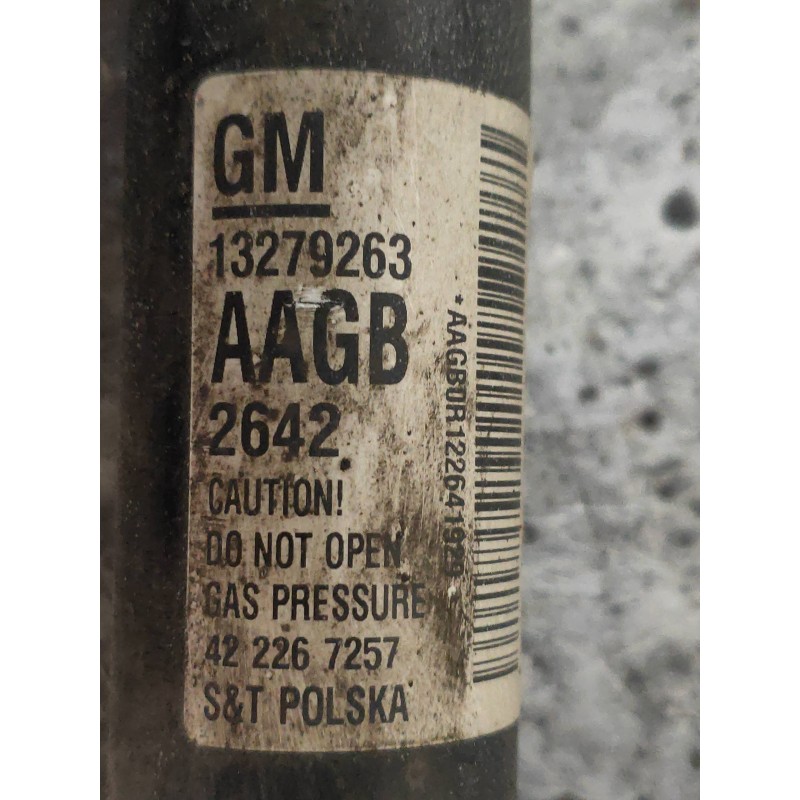 GM
13279263
AAGB
2642
CAUTION!
DO NOT OPEN
GAS PRESSURE
42 226 7257
S&T POLSKA